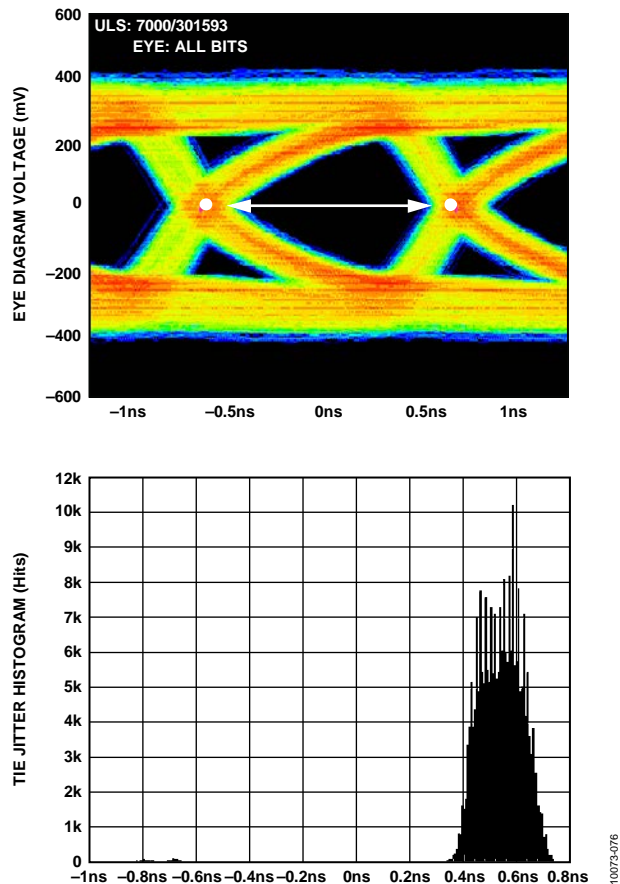 600
ULS: 7000/301593
EYE: ALL BITS
400
200
0
–200
–400
–600
EYE DIAGRAM VOLTAGE (mV)
–1ns –0.5ns 0ns 0.5ns 1ns
12k
10k
9k
8k
7k
6k
5k
4k
3k
2k
1k
0
TIE JITTER HISTOGRAM (Hits)
–1ns –0.8ns –0.6ns –0.4ns –0.2ns 0ns 0.2ns 0.4ns 0.6ns 0.8ns
10073-076